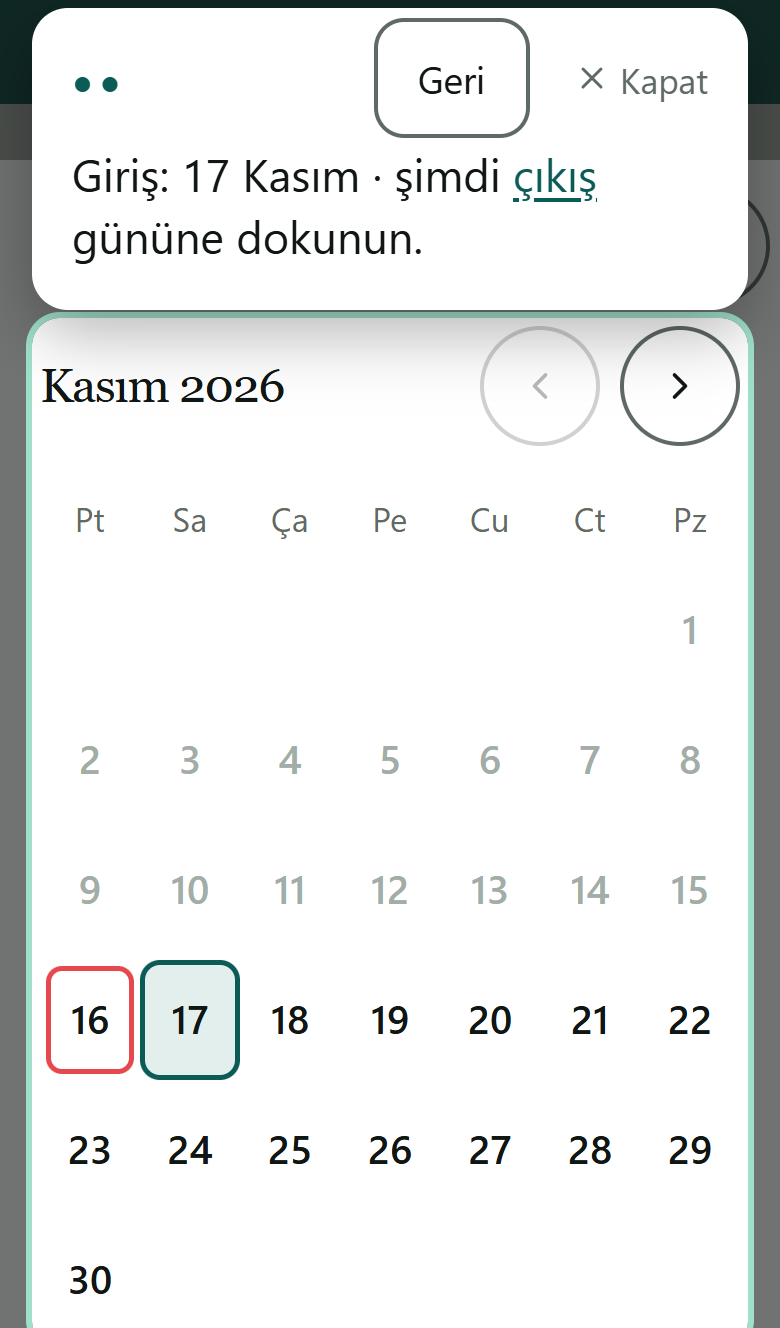 Geri
Kapat
Giriş: 17 Kasım · şimdi çıkış
gününe dokunun.
Kasım 2026
Pt Sa Ça Pe Cu Ct Pz
1
2 3 4 5 6 7 8
9 10 11 12 13 14 15
16 17 18 19 20 21 22
23 24 25 26 27 28 29
30